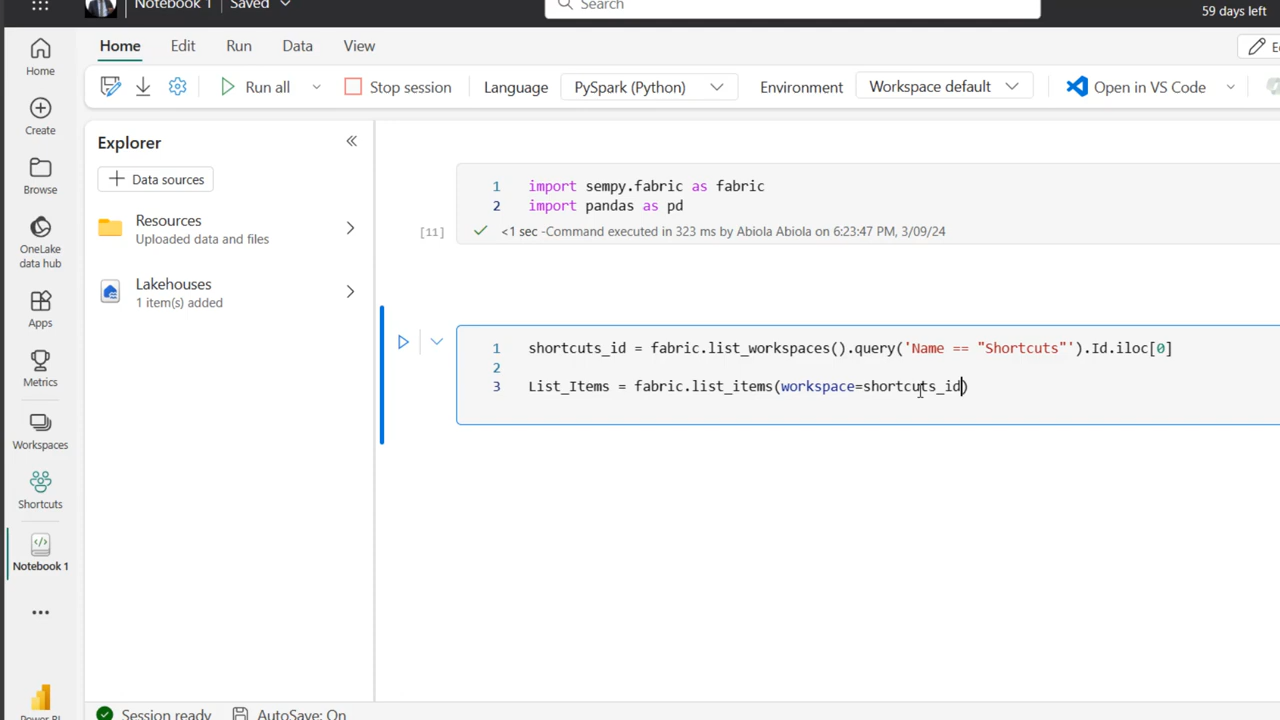 Notebook 1 | Saved
Search
59 days left
Home
Create
Browse
OneLake
data hub
Apps
Metrics
Workspaces
Shortcuts
Notebook 1
Home Edit Run Data View
Run all Stop session Language PySpark (Python) Environment Workspace default Open in VS Code
Explorer
Data sources
Resources
Uploaded data and files
Lakehouses
1 item(s) added
1 import sempy.fabric as fabric
2 import pandas as pd
[11] <1 sec -Command executed in 323 ms by Abiola Abiola on 6:23:47 PM, 3/09/24
1 shortcuts_id = fabric.list_workspaces().query('Name == "Shortcuts"').Id.iloc[0]
2
3 List_Items = fabric.list_items(workspace=shortcuts_id)
Session ready AutoSave: On